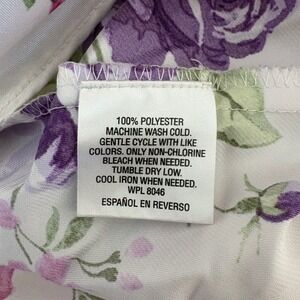 100% POLYESTER
MACHINE WASH COLD.
GENTLE CYCLE WITH LIKE
COLORS. ONLY NON-CHLORINE
BLEACH WHEN NEEDED.
TUMBLE DRY LOW.
COOL IRON WHEN NEEDED.
WPL 8046
ESPAÑOL EN REVERSO